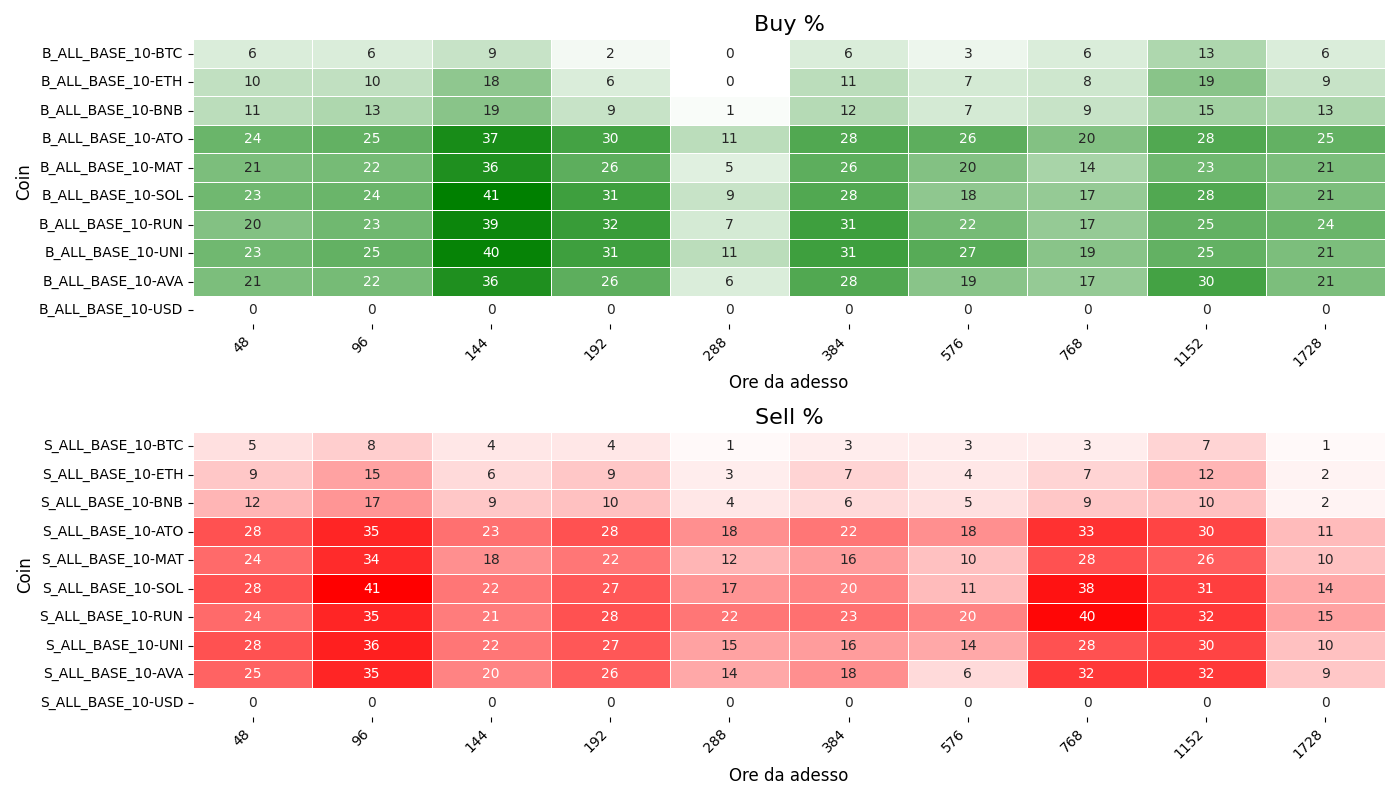 Buy %
Coin
B_ALL_BASE_10-BTC 6 6 9 2 0 6 3 6 13 6
B_ALL_BASE_10-ETH 10 10 18 6 0 11 7 8 19 9
B_ALL_BASE_10-BNB 11 13 19 9 1 12 7 9 15 13
B_ALL_BASE_10-ATO 24 25 37 30 11 28 26 20 28 25
B_ALL_BASE_10-MAT 21 22 36 26 5 26 20 14 23 21
B_ALL_BASE_10-SOL 23 24 41 31 9 28 18 17 28 21
B_ALL_BASE_10-RUN 20 23 39 32 7 31 22 17 25 24
B_ALL_BASE_10-UNI 23 25 40 31 11 31 27 19 25 21
B_ALL_BASE_10-AVA 21 22 36 26 6 28 19 17 30 21
B_ALL_BASE_10-USD 0 0 0 0 0 0 0 0 0 0
48 96 144 192 288 384 576 768 1152 1728
Ore da adesso
Sell %
Coin
S_ALL_BASE_10-BTC 5 8 4 4 1 3 3 3 7 1
S_ALL_BASE_10-ETH 9 15 6 9 3 7 4 7 12 2
S_ALL_BASE_10-BNB 12 17 9 10 4 6 5 9 10 2
S_ALL_BASE_10-ATO 28 35 23 28 18 22 18 33 30 11
S_ALL_BASE_10-MAT 24 34 18 22 12 16 10 28 26 10
S_ALL_BASE_10-SOL 28 41 22 27 17 20 11 38 31 14
S_ALL_BASE_10-RUN 24 35 21 28 22 23 20 40 32 15
S_ALL_BASE_10-UNI 28 36 22 27 15 16 14 28 30 10
S_ALL_BASE_10-AVA 25 35 20 26 14 18 6 32 32 9
S_ALL_BASE_10-USD 0 0 0 0 0 0 0 0 0 0
48 96 144 192 288 384 576 768 1152 1728
Ore da adesso